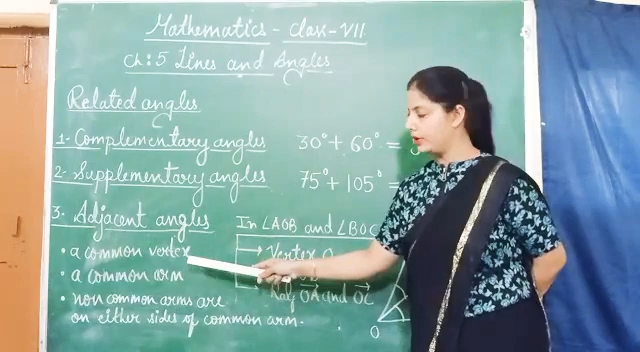 Mathematics - Class - VII
Ch: 5 Lines and Angles
Related angles
1- Complementary angles 30° + 60° =
2- Supplementary angles 75° + 105° =
3- Adjacent angles
In ∠AOB and ∠BOC
• a common vertex
→ Vertex O
• a common arm
• non common arms are
Ray OA and OC
on either sides of common arm.
O